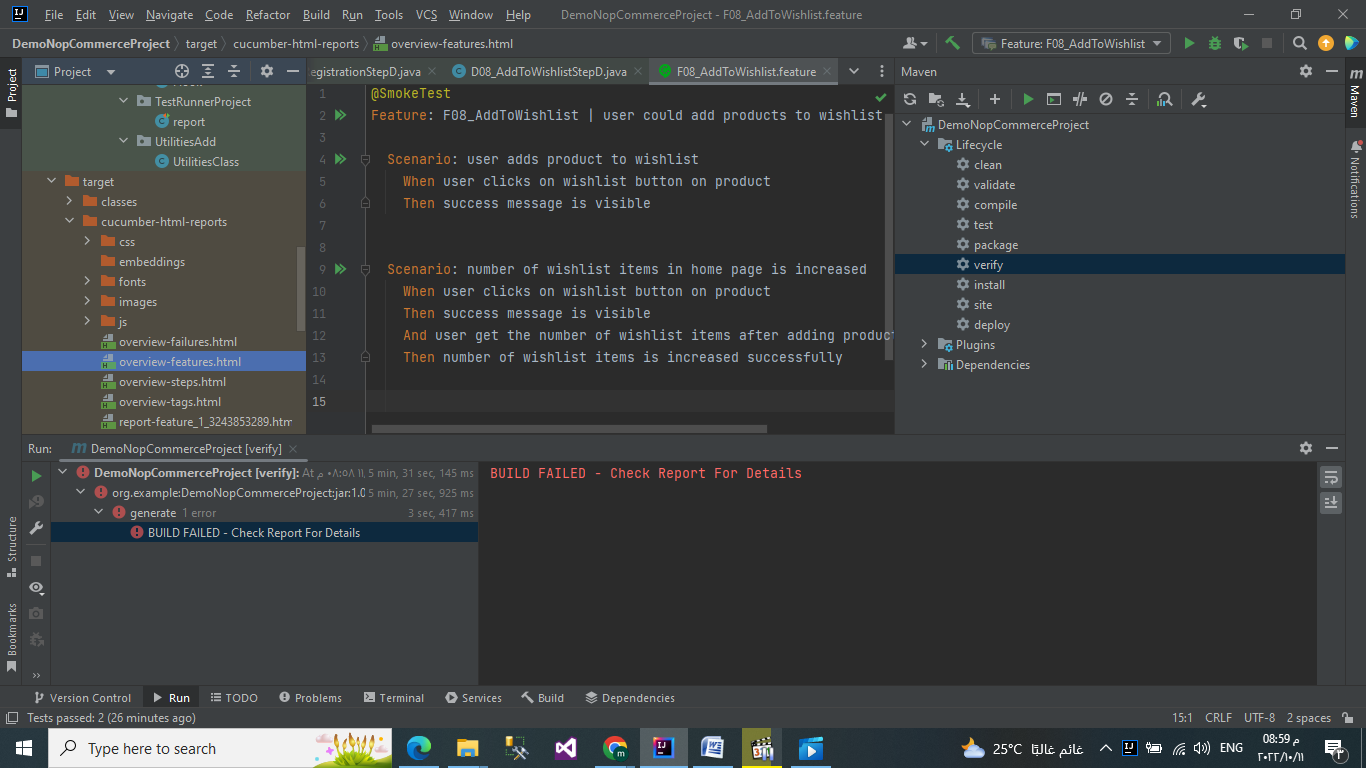 File Edit View Navigate Code Refactor Build Run Tools VCS Window Help DemoNopCommerceProject - F08_AddToWishlist.feature
DemoNopCommerceProject target cucumber-html-reports overview-features.html Feature: F08_AddToWishlist
Project
Structure
Bookmarks
Project
TestRunnerProject
report
UtilitiesAdd
UtilitiesClass
target
classes
cucumber-html-reports
css
embeddings
fonts
images
js
overview-failures.html
overview-features.html
overview-steps.html
overview-tags.html
report-feature_1_3243853289.htm
egistrationStepD.java D08_AddToWishlistStepD.java F08_AddToWishlist.feature
1 @SmokeTest
2 Feature: F08_AddToWishlist | user could add products to wishlist
3
4 Scenario: user adds product to wishlist
5 When user clicks on wishlist button on product
6 Then success message is visible
7
8
9 Scenario: number of wishlist items in home page is increased
10 When user clicks on wishlist button on product
11 Then success message is visible
12 And user get the number of wishlist items after adding product
13 Then number of wishlist items is increased successfully
14
15
Maven
DemoNopCommerceProject
Lifecycle
clean
validate
compile
test
package
verify
install
site
deploy
Plugins
Dependencies
m
Maven
Notifications
Run: m DemoNopCommerceProject [verify]
DemoNopCommerceProject [verify]: At ٠٨:٥٨ م ١١, 5 min, 31 sec, 145 ms
org.example:DemoNopCommerceProject:jar:1.0 5 min, 27 sec, 925 ms
generate 1 error 3 sec, 417 ms
BUILD FAILED - Check Report For Details
BUILD FAILED - Check Report For Details
Version Control Run TODO Problems Terminal Services Build Dependencies
Tests passed: 2 (26 minutes ago) 15:1 CRLF UTF-8 2 spaces
Type here to search 25°C غائم غالبًا ENG 08:59 م
٢٠٢٢/١٠/١١
٣